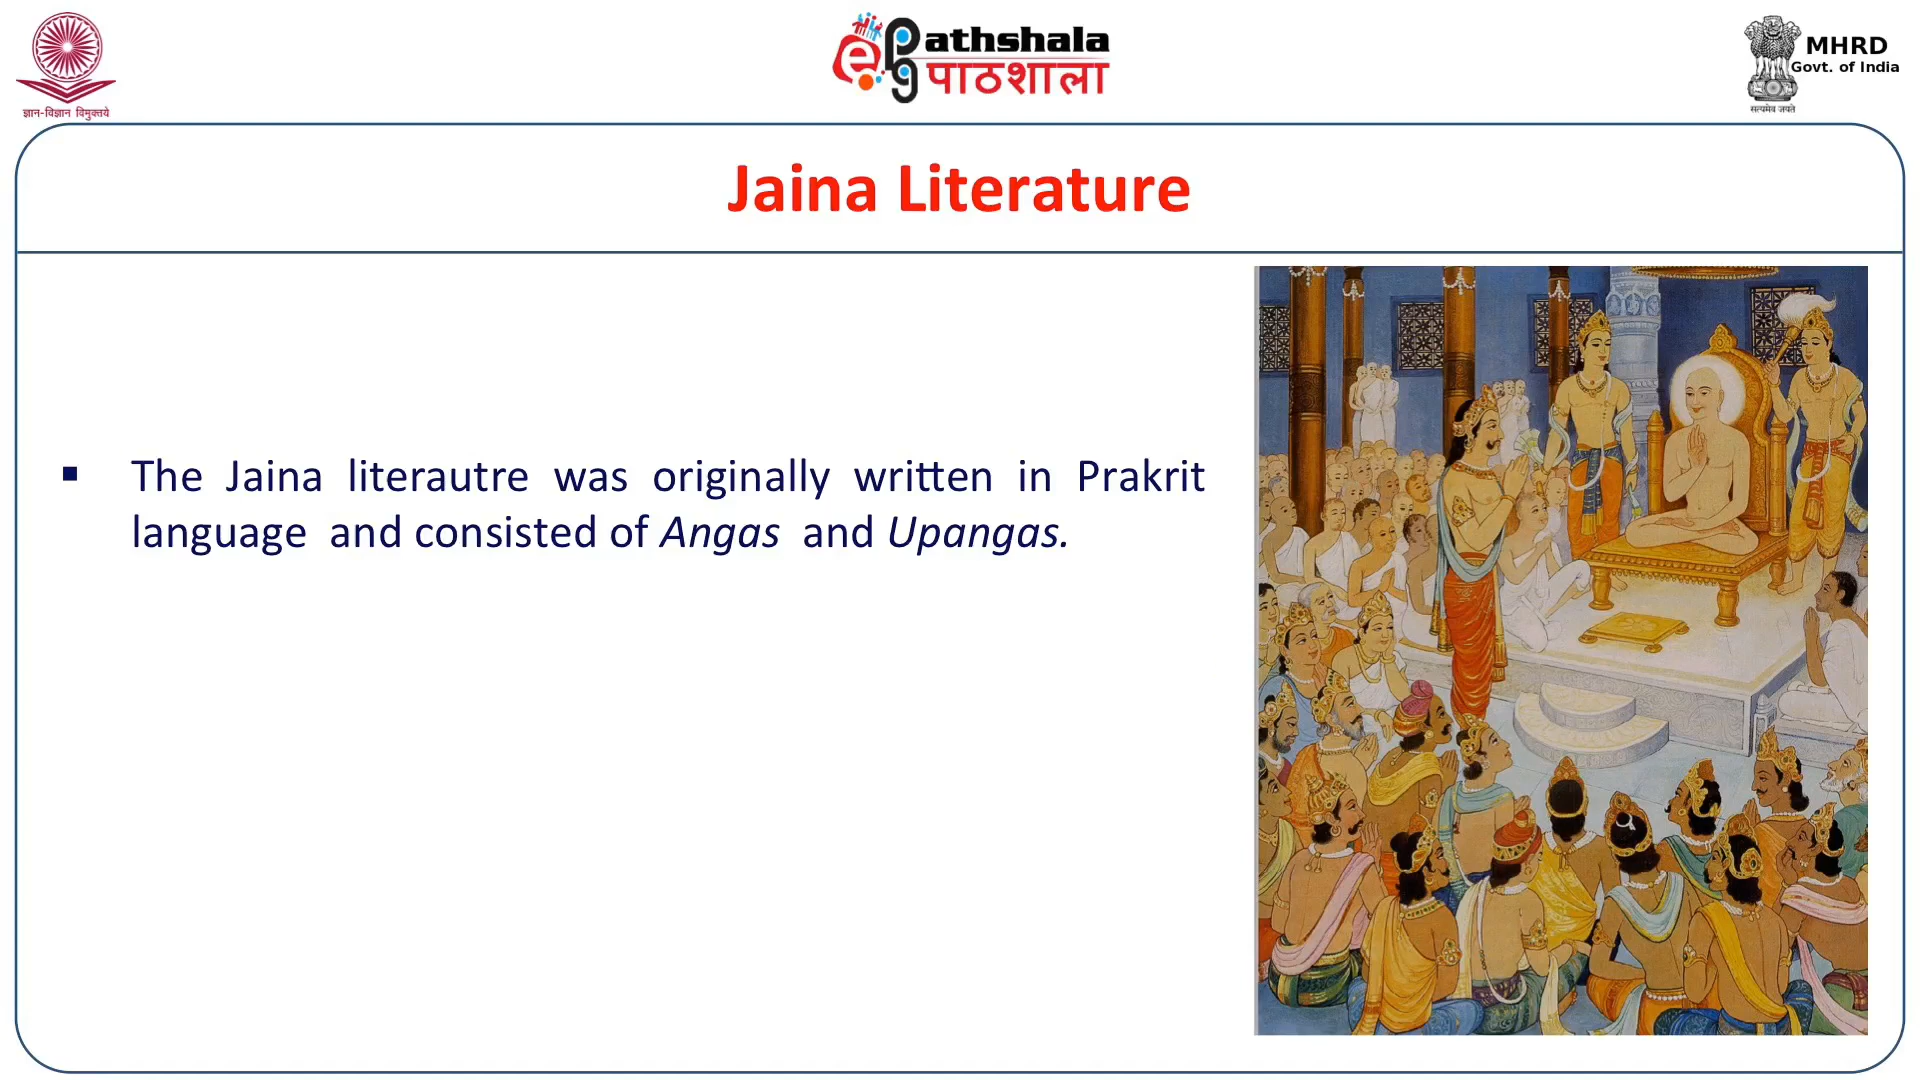 ज्ञान-विज्ञान विमुक्तये
e Pathshala
पाठशाला
MHRD
Govt. of India
सत्यमेव जयते
Jaina Literature
▪ The Jaina literautre was originally written in Prakrit
language and consisted of Angas and Upangas.